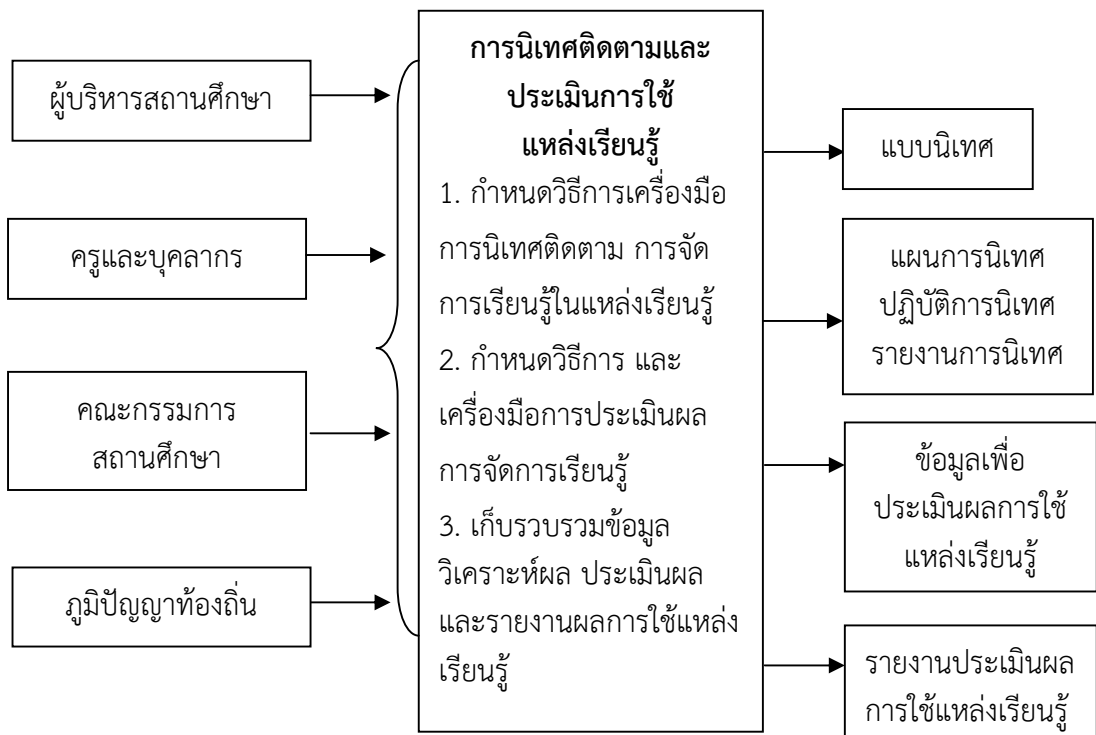 ผู้บริหารสถานศึกษา
ครูและบุคลากร
คณะกรรมการ
สถานศึกษา
ภูมิปัญญาท้องถิ่น
การนิเทศติดตามและ
ประเมินการใช้
แหล่งเรียนรู้
1. กำหนดวิธีการเครื่องมือ
การนิเทศติดตาม การจัด
การเรียนรู้ในแหล่งเรียนรู้
2. กำหนดวิธีการ และ
เครื่องมือการประเมินผล
การจัดการเรียนรู้
3. เก็บรวบรวมข้อมูล
วิเคราะห์ผล ประเมินผล
และรายงานผลการใช้แหล่ง
เรียนรู้
แบบนิเทศ
แผนการนิเทศ
ปฏิบัติการนิเทศ
รายงานการนิเทศ
ข้อมูลเพื่อ
ประเมินผลการใช้
แหล่งเรียนรู้
รายงานประเมินผล
การใช้แหล่งเรียนรู้